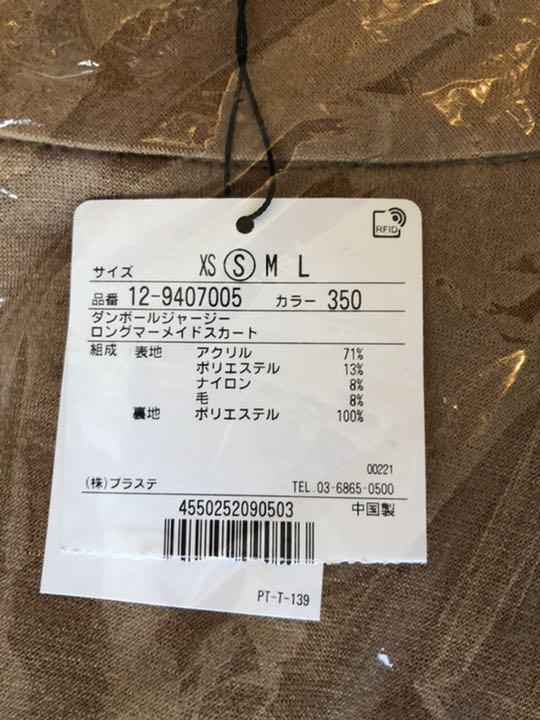 RFID
サイズ XS S M L
品番 12-9407005 カラー 350
ダンボールジャージー
ロングマーメイドスカート
組成 表地 アクリル 71%
ポリエステル 13%
ナイロン 8%
毛 8%
裏地 ポリエステル 100%
00221
(株)プラステ TEL.03-6865-0500
4550252090503 中国製
PT-T-139